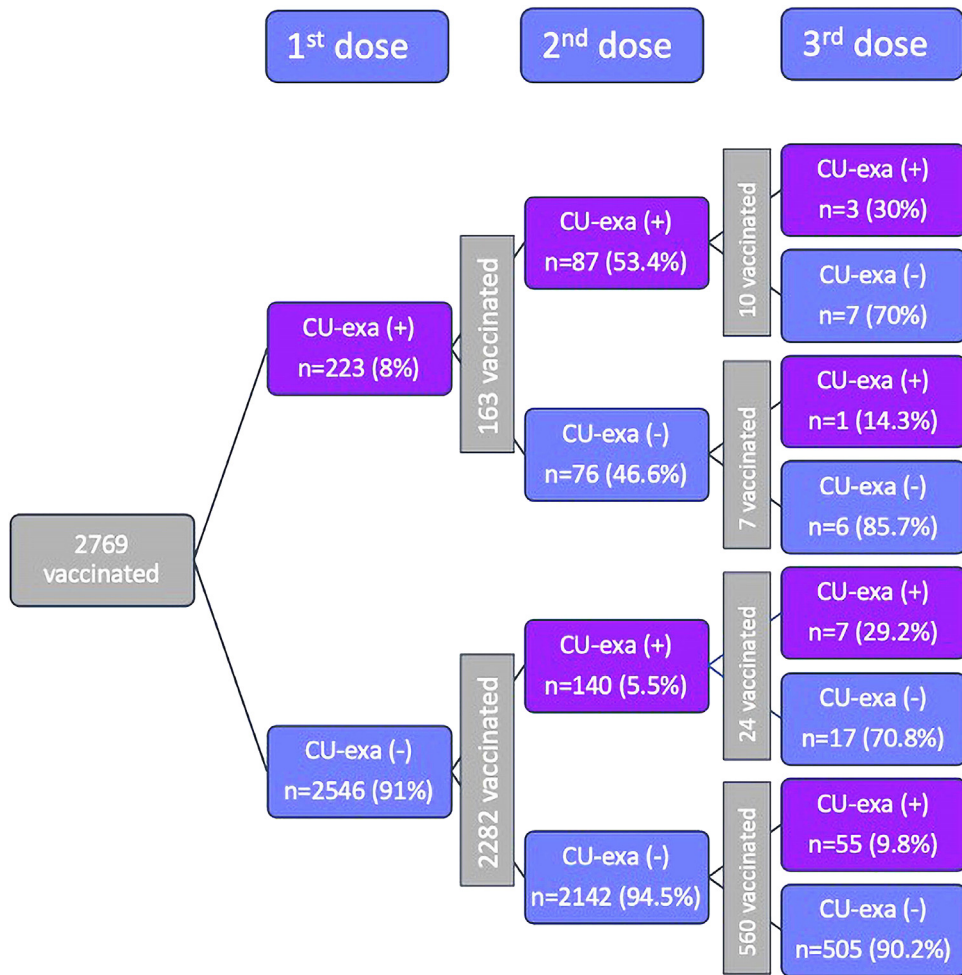 1st dose
2nd dose
3rd dose
2769
vaccinated
CU-exa (+)
n=223 (8%)
CU-exa (-)
n=2546 (91%)
163 vaccinated
2282 vaccinated
CU-exa (+)
n=87 (53.4%)
CU-exa (-)
n=76 (46.6%)
CU-exa (+)
n=140 (5.5%)
CU-exa (-)
n=2142 (94.5%)
10 vaccinated
7 vaccinated
24 vaccinated
560 vaccinated
CU-exa (+)
n=3 (30%)
CU-exa (-)
n=7 (70%)
CU-exa (+)
n=1 (14.3%)
CU-exa (-)
n=6 (85.7%)
CU-exa (+)
n=7 (29.2%)
CU-exa (-)
n=17 (70.8%)
CU-exa (+)
n=55 (9.8%)
CU-exa (-)
n=505 (90.2%)